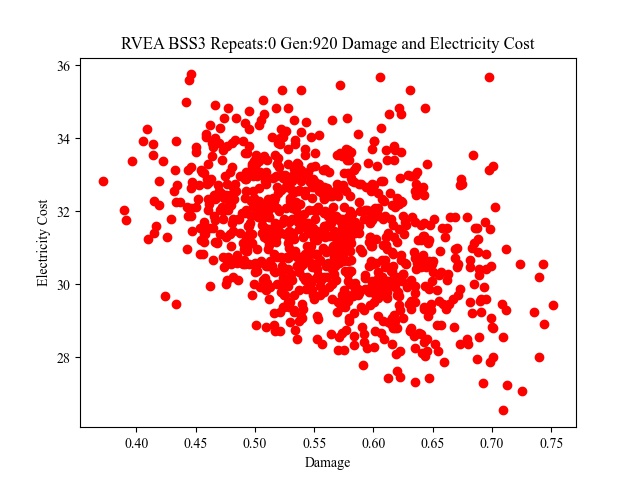 RVEA BSS3 Repeats:0 Gen:920 Damage and Electricity Cost
36
34
32
30
28
Electricity Cost
0.40 0.45 0.50 0.55 0.60 0.65 0.70 0.75
Damage